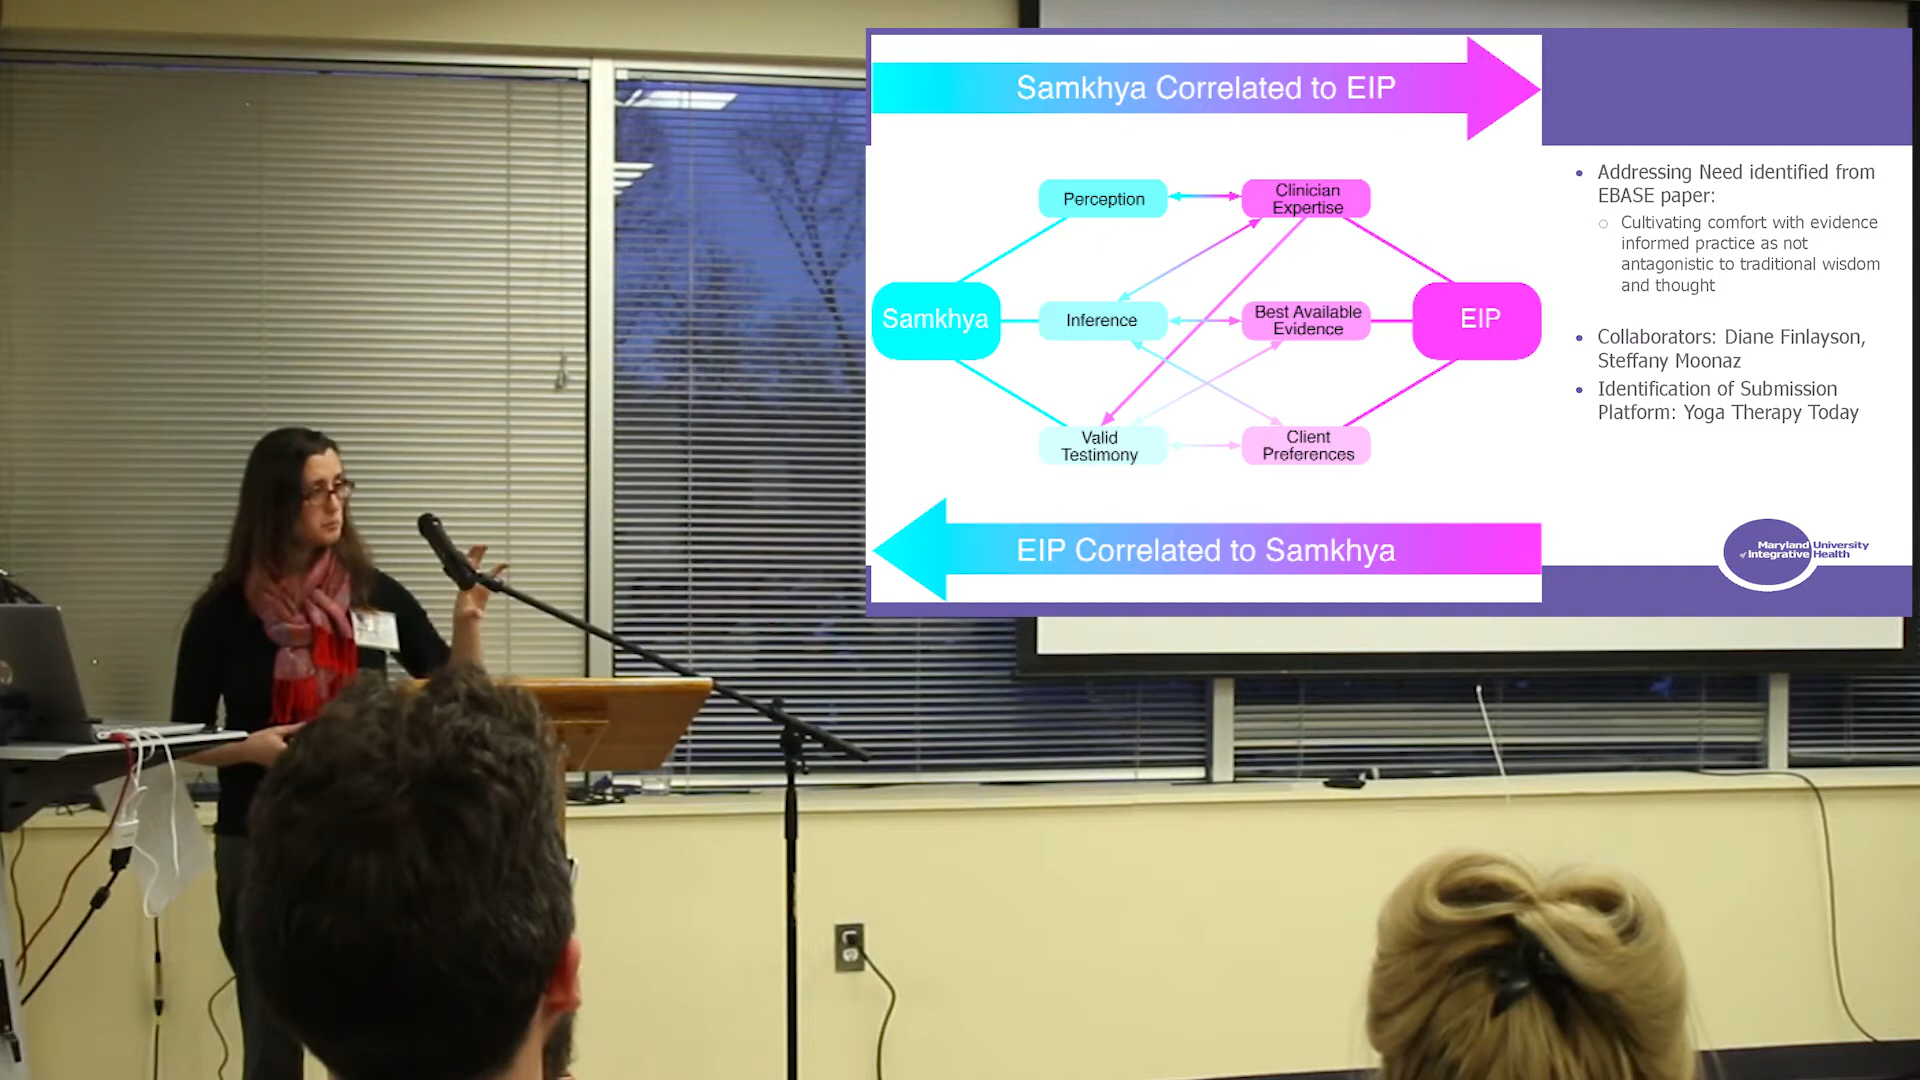 Samkhya Correlated to EIP
Perception
Clinician
Expertise
Samkhya
Inference
Best Available
Evidence
EIP
Valid
Testimony
Client
Preferences
EIP Correlated to Samkhya
• Addressing Need identified from
EBASE paper:
○ Cultivating comfort with evidence
informed practice as not
antagonistic to traditional wisdom
and thought
• Collaborators: Diane Finlayson,
Steffany Moonaz
• Identification of Submission
Platform: Yoga Therapy Today
Maryland University
of Integrative Health